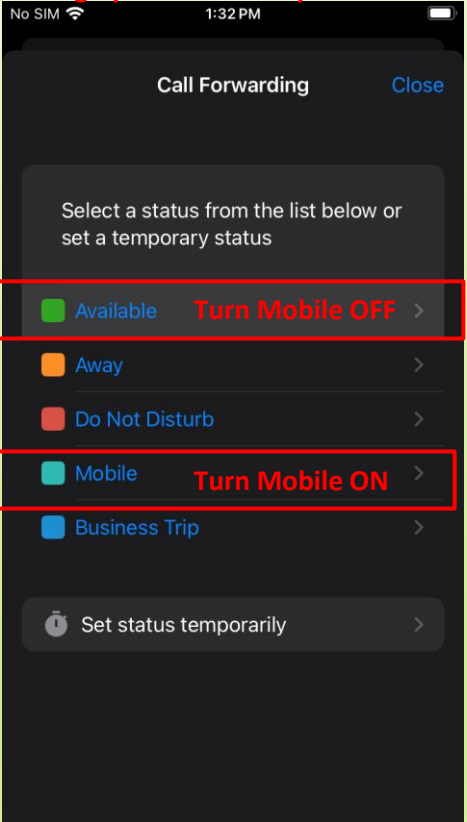 No SIM 1:32 PM
Call Forwarding Close
Select a status from the list below or
set a temporary status
Available Turn Mobile OFF
Away
Do Not Disturb
Mobile Turn Mobile ON
Business Trip
Set status temporarily